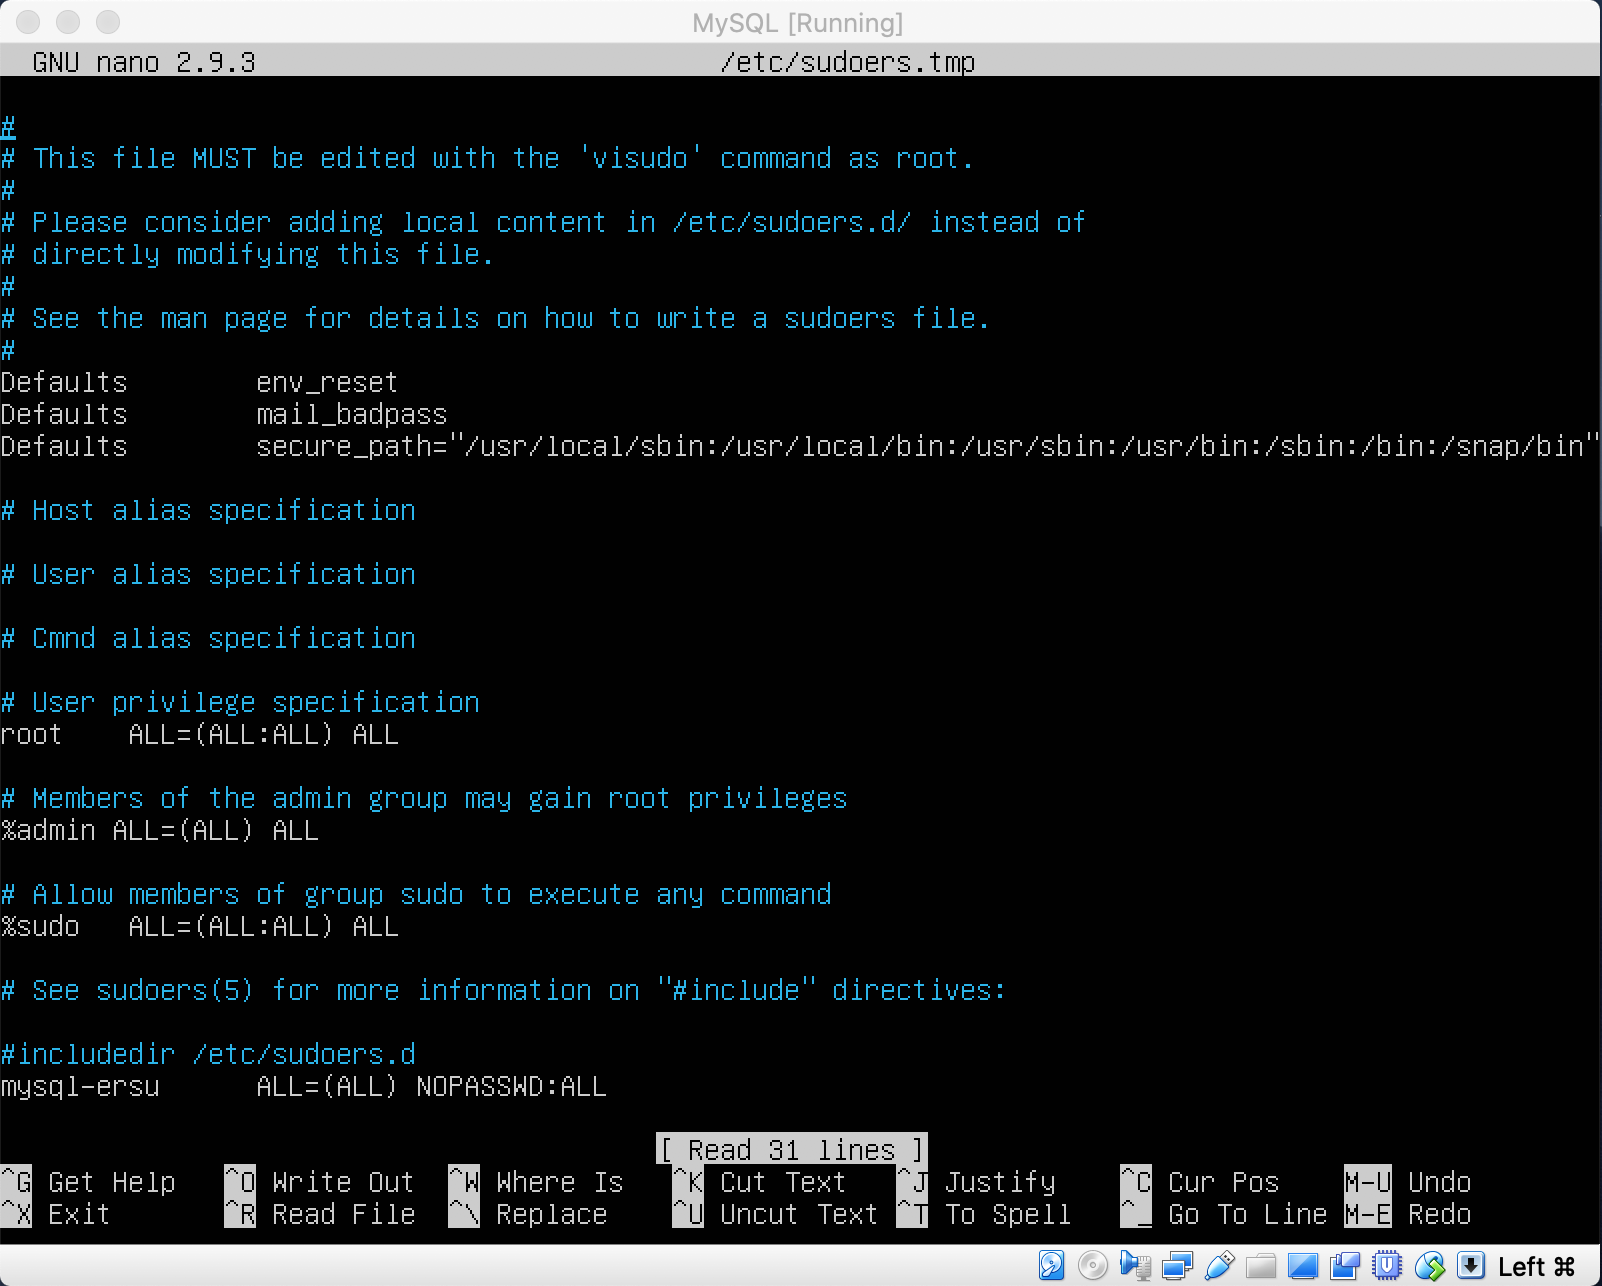 MySQL [Running]
GNU nano 2.9.3 /etc/sudoers.tmp
#
# This file MUST be edited with the 'visudo' command as root.
#
# Please consider adding local content in /etc/sudoers.d/ instead of
# directly modifying this file.
#
# See the man page for details on how to write a sudoers file.
#
Defaults env_reset
Defaults mail_badpass
Defaults secure_path="/usr/local/sbin:/usr/local/bin:/usr/sbin:/usr/bin:/sbin:/bin:/snap/bin"
# Host alias specification
# User alias specification
# Cmnd alias specification
# User privilege specification
root ALL=(ALL:ALL) ALL
# Members of the admin group may gain root privileges
%admin ALL=(ALL) ALL
# Allow members of group sudo to execute any command
%sudo ALL=(ALL:ALL) ALL
# See sudoers(5) for more information on "#include" directives:
#includedir /etc/sudoers.d
mysql-ersu ALL=(ALL) NOPASSWD:ALL
[ Read 31 lines ]
^G Get Help ^O Write Out ^W Where Is ^K Cut Text ^J Justify ^C Cur Pos M-U Undo
^X Exit ^R Read File ^\ Replace ^U Uncut Text ^T To Spell ^_ Go To Line M-E Redo
Left ⌘